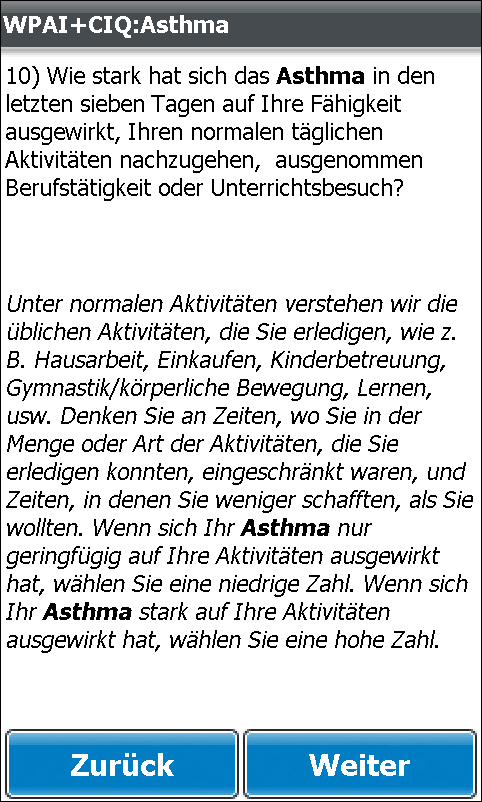 WPAI+CIQ:Asthma
10) Wie stark hat sich das Asthma in den
letzten sieben Tagen auf Ihre Fähigkeit
ausgewirkt, Ihren normalen täglichen
Aktivitäten nachzugehen,  ausgenommen
Berufstätigkeit oder Unterrichtsbesuch?
Unter normalen Aktivitäten verstehen wir die
üblichen Aktivitäten, die Sie erledigen, wie z.
B. Hausarbeit, Einkaufen, Kinderbetreuung,
Gymnastik/körperliche Bewegung, Lernen,
usw. Denken Sie an Zeiten, wo Sie in der
Menge oder Art der Aktivitäten, die Sie
erledigen konnten, eingeschränkt waren, und
Zeiten, in denen Sie weniger schafften, als Sie
wollten. Wenn sich Ihr Asthma nur
geringfügig auf Ihre Aktivitäten ausgewirkt
hat, wählen Sie eine niedrige Zahl. Wenn sich
Ihr Asthma stark auf Ihre Aktivitäten
ausgewirkt hat, wählen Sie eine hohe Zahl.
Zurück
Weiter